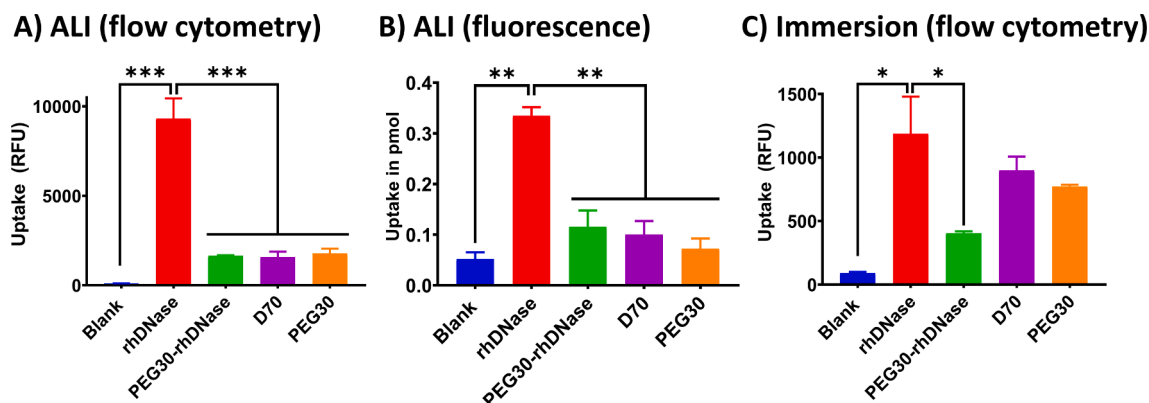 A) ALI (flow cytometry)
B) ALI (fluorescence)
C) Immersion (flow cytometry)
*** ***
** **
* *
Uptake (RFU)
10000
5000
0
Blank
rhDNase
PEG30-rhDNase
D70
PEG30
Uptake in pmol
0.4
0.3
0.2
0.1
0.0
Blank
rhDNase
PEG30-rhDNase
D70
PEG30
Uptake (RFU)
1500
1000
500
0
Blank
rhDNase
PEG30-rhDNase
D70
PEG30